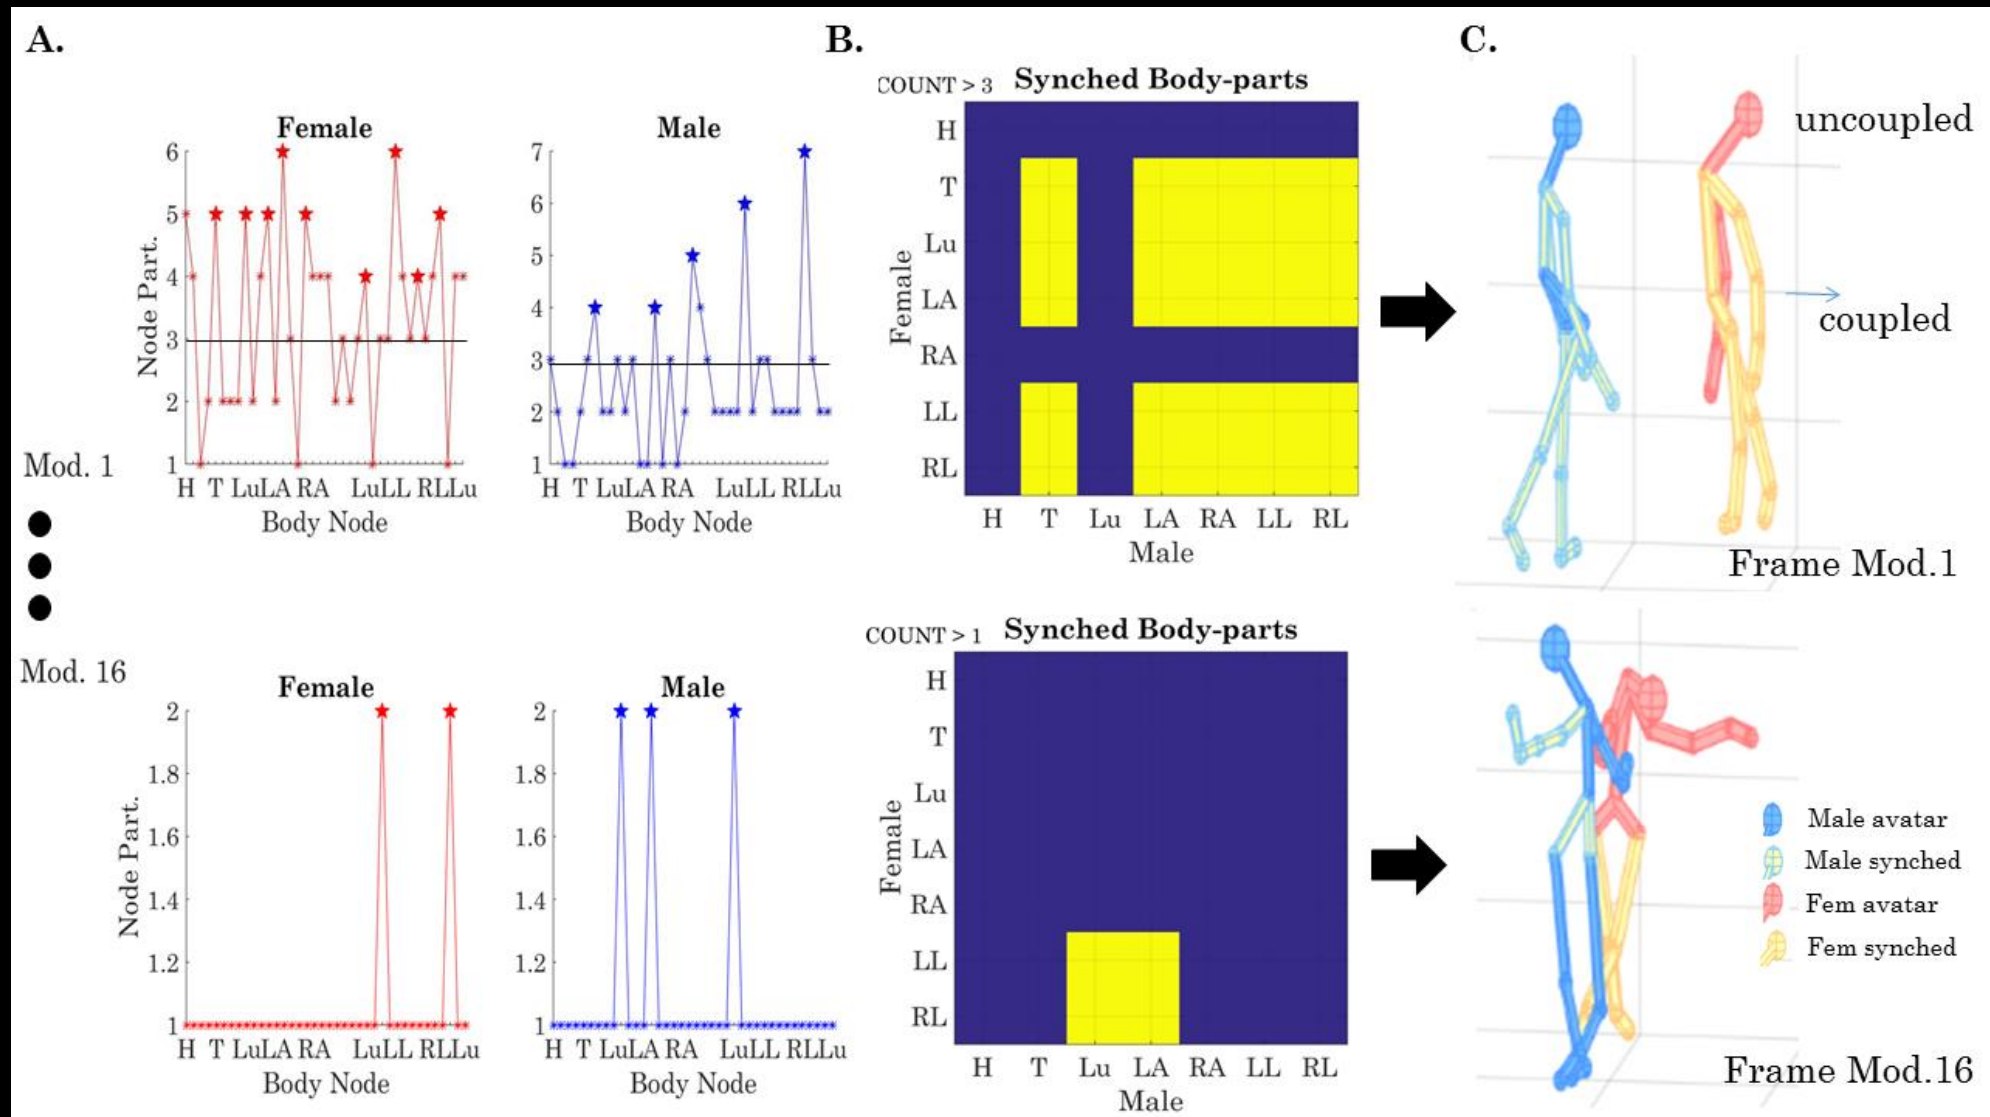 A.
B.
C.
Female
Male
Node Part.
6
5
4
3
2
1
7
6
5
4
3
2
1
H T LuLA RA LuLL RLLu
Body Node
H T LuLA RA LuLL RLLu
Body Node
Mod. 1
COUNT > 3 Synched Body-parts
Female
H
T
Lu
LA
RA
LL
RL
H T Lu LA RA LL RL
Male
uncoupled
coupled
Frame Mod.1
Mod. 16
Female
Male
Node Part.
2
1.8
1.6
1.4
1.2
1
2
1.8
1.6
1.4
1.2
1
H T LuLA RA LuLL RLLu
Body Node
H T LuLA RA LuLL RLLu
Body Node
COUNT > 1 Synched Body-parts
Female
H
T
Lu
LA
RA
LL
RL
H T Lu LA RA LL RL
Male
Male avatar
Male synched
Fem avatar
Fem synched
Frame Mod.16